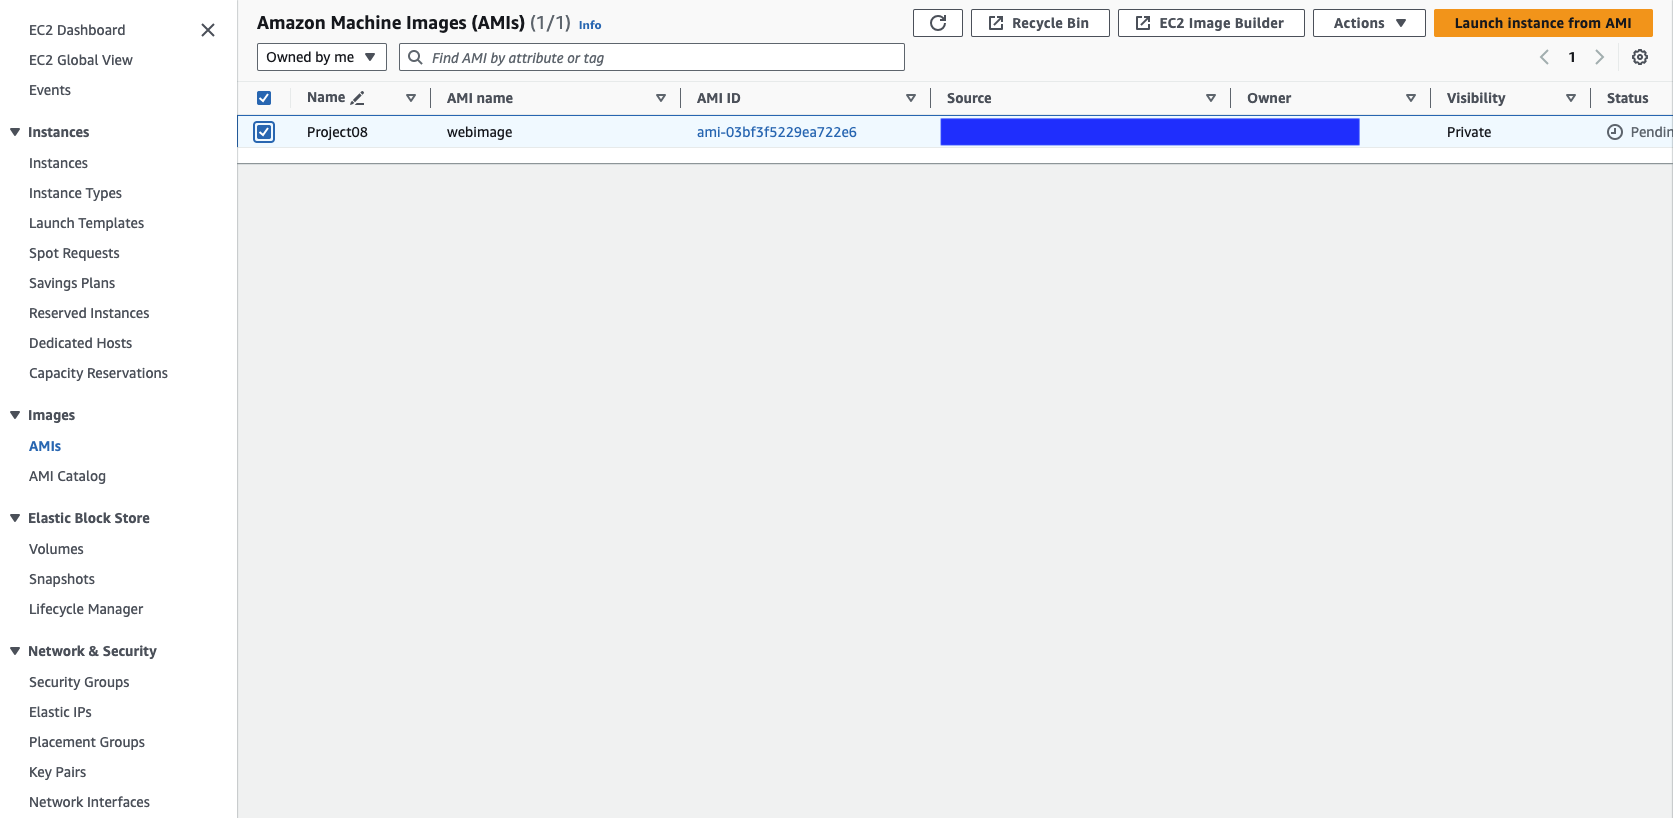 EC2 Dashboard
EC2 Global View
Events
Instances
Instances
Instance Types
Launch Templates
Spot Requests
Savings Plans
Reserved Instances
Dedicated Hosts
Capacity Reservations
Images
AMIs
AMI Catalog
Elastic Block Store
Volumes
Snapshots
Lifecycle Manager
Network & Security
Security Groups
Elastic IPs
Placement Groups
Key Pairs
Network Interfaces
Amazon Machine Images (AMIs) (1/1) Info
Recycle Bin
EC2 Image Builder
Actions
Launch instance from AMI
Owned by me
Find AMI by attribute or tag
1
Name AMI name AMI ID Source Owner Visibility Status
Project08 webimage ami-03bf3f5229ea722e6 Private Pendin